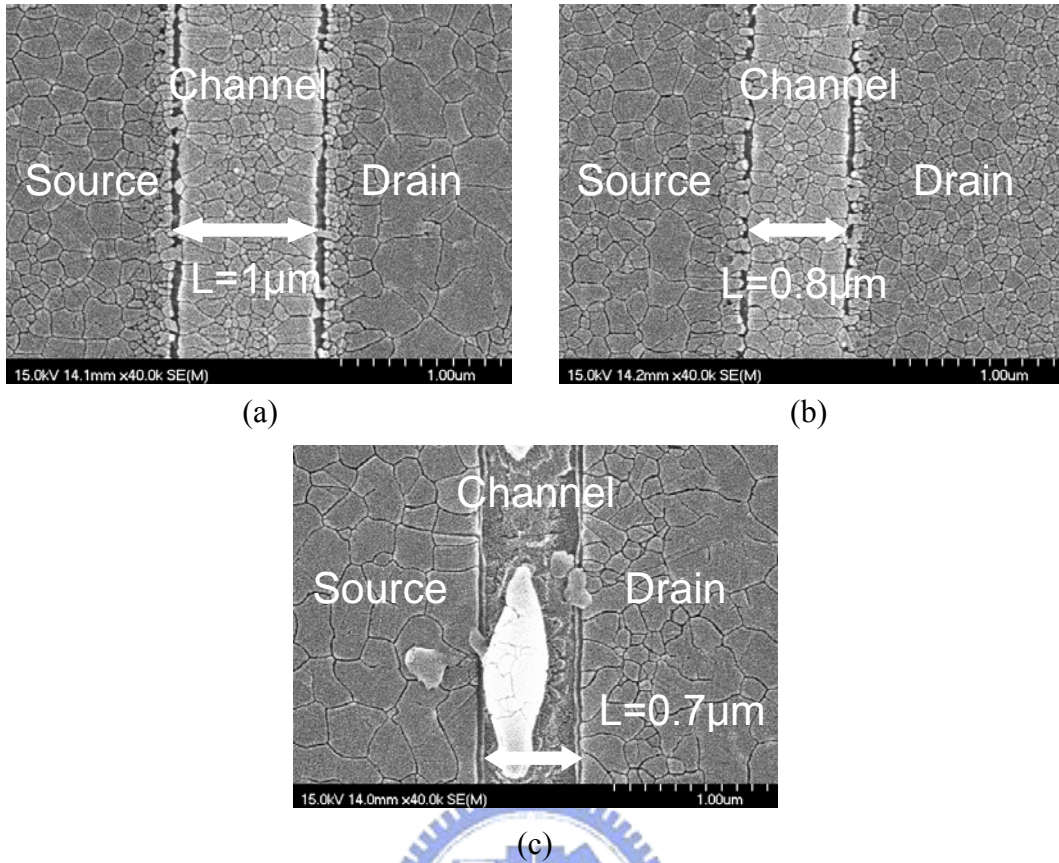 Channel
Source Drain
L=1µm
15.0kV 14.1mm x40.0k SE(M) 1.00um
(a)
Channel
Source Drain
L=0.8µm
15.0kV 14.2mm x40.0k SE(M) 1.00um
(b)
Channel
Source Drain
L=0.7µm
15.0kV 14.0mm x40.0k SE(M) 1.00um
(c)